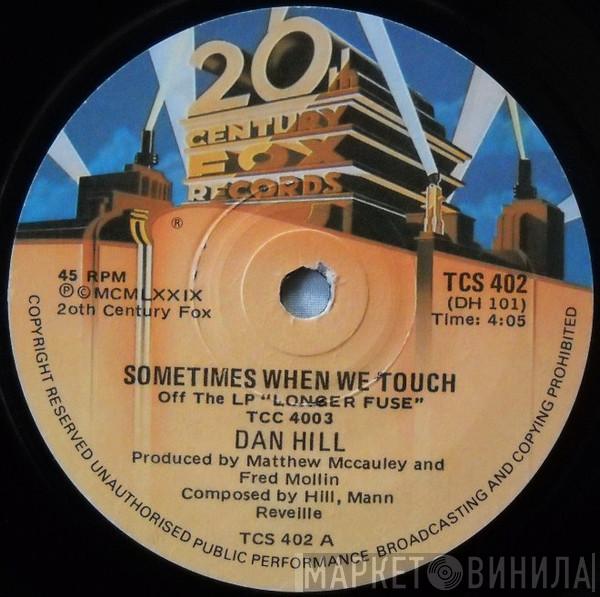 20th
CENTURY
FOX
RECORDS
®
45 RPM
Ⓟ©MCMLXXIX
2oth Century Fox
TCS 402
(DH 101)
Time: 4:05
SOMETIMES WHEN WE TOUCH
Off The LP "LONGER FUSE"
TCC 4003
DAN HILL
Produced by Matthew Mccauley and
Fred Mollin
Composed by Hill, Mann
Reveille
TCS 402 A
COPYRIGHT RESERVED UNAUTHORISED PUBLIC PERFORMANCE BROADCASTING AND COPYING PROHIBITED
МАРКЕТ ВИНИЛА